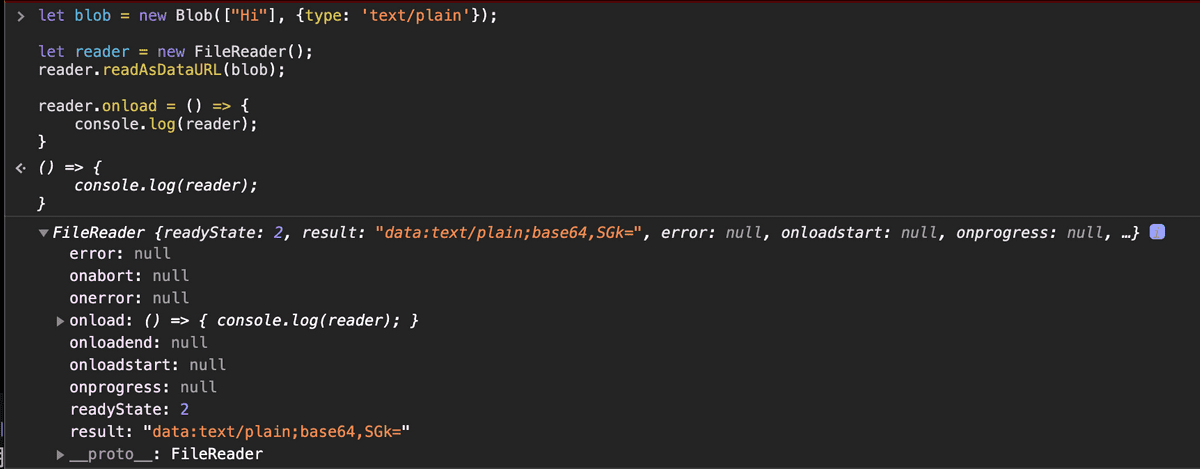 > let blob = new Blob(["Hi"], {type: 'text/plain'});
let reader = new FileReader();
reader.readAsDataURL(blob);
reader.onload = () => {
    console.log(reader);
}
() => {
    console.log(reader);
}
FileReader {readyState: 2, result: "data:text/plain;base64,SGk=", error: null, onloadstart: null, onprogress: null, …}
error: null
onabort: null
onerror: null
onload: () => { console.log(reader); }
onloadend: null
onloadstart: null
onprogress: null
readyState: 2
result: "data:text/plain;base64,SGk="
__proto__: FileReader